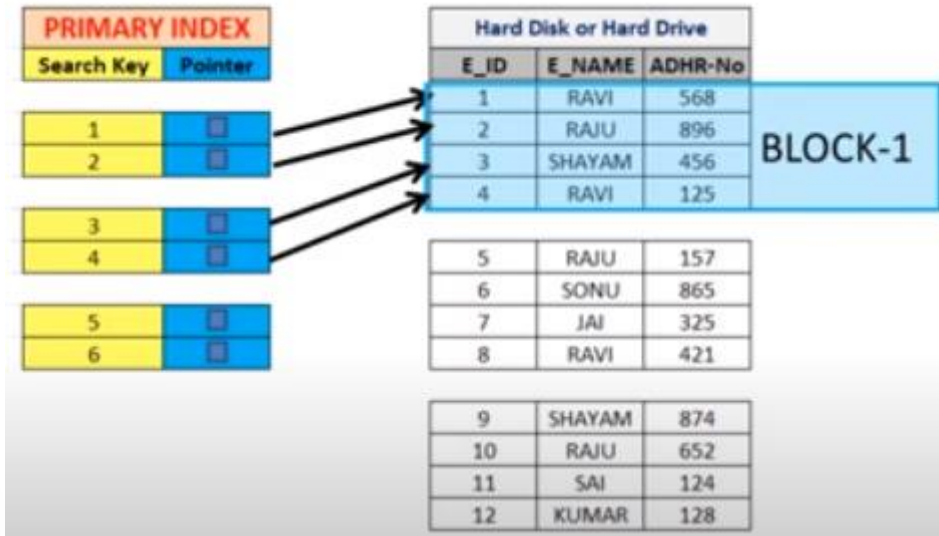 PRIMARY INDEX
Search Key Pointer
1
2
3
4
5
6
Hard Disk or Hard Drive
E_ID E_NAME ADHR-No
1 RAVI 568
2 RAJU 896
3 SHAYAM 456
4 RAVI 125
BLOCK-1
5 RAJU 157
6 SONU 865
7 JAI 325
8 RAVI 421
9 SHAYAM 874
10 RAJU 652
11 SAI 124
12 KUMAR 128